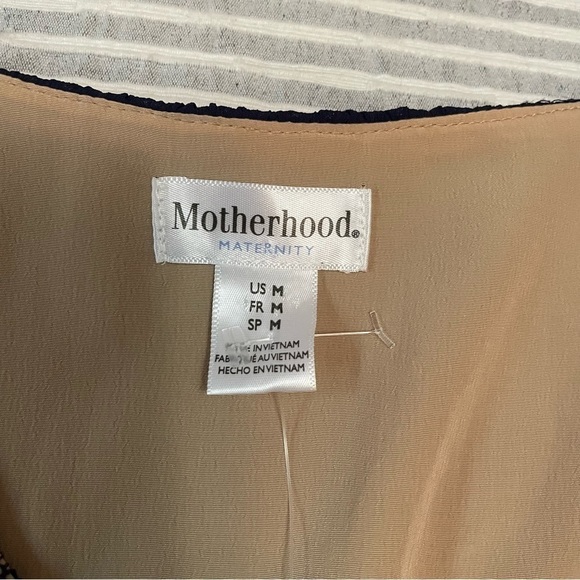 Motherhood®
MATERNITY
US M
FR M
SP M
IN VIETNAM
AU VIETNAM
HECHO EN VIETNAM